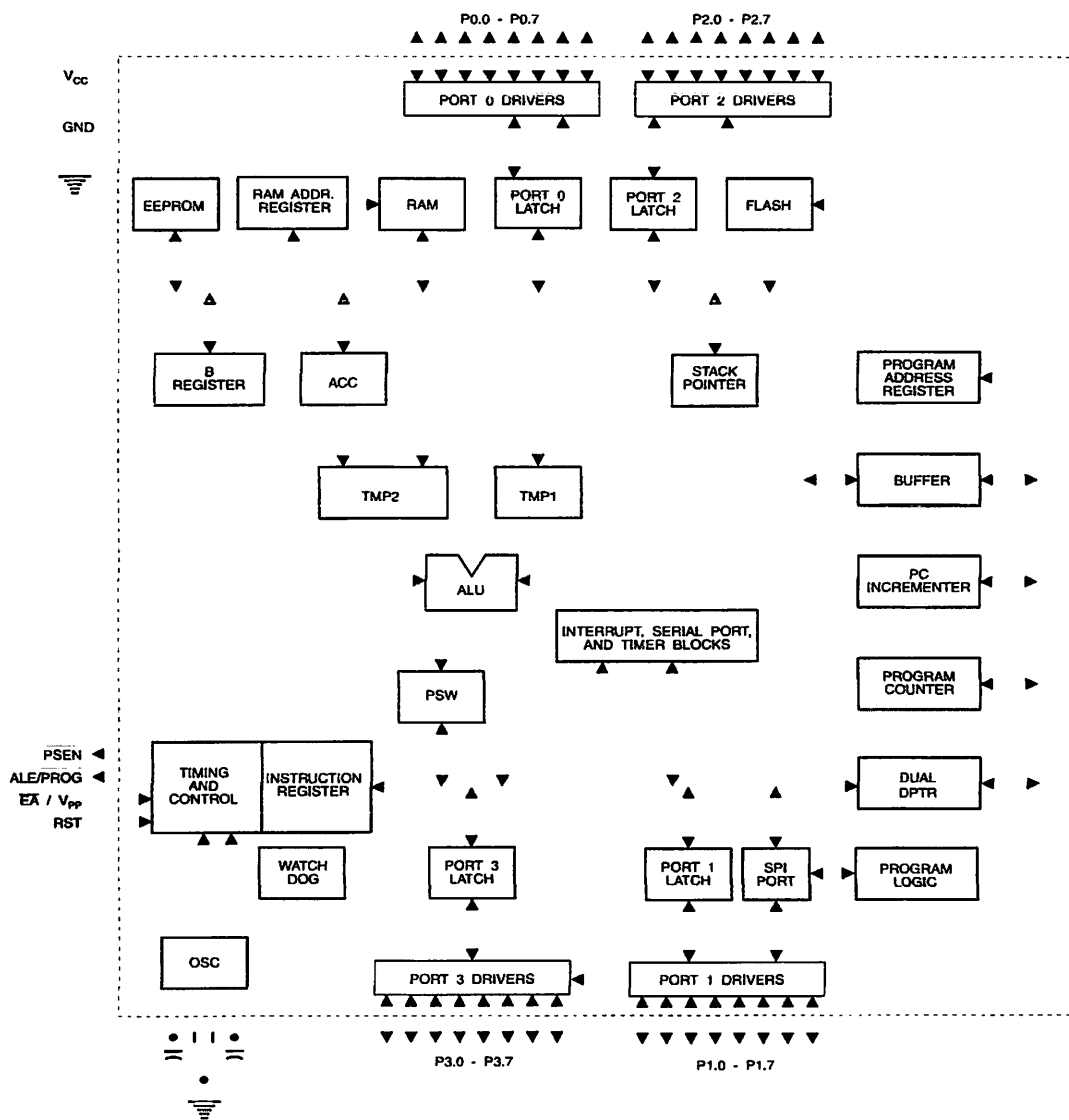 P0.0 - P0.7
P2.0 - P2.7
VCC
PORT 0 DRIVERS
PORT 2 DRIVERS
GND
EEPROM
RAM ADDR.
REGISTER
RAM
PORT 0
LATCH
PORT 2
LATCH
FLASH
B
REGISTER
ACC
STACK
POINTER
PROGRAM
ADDRESS
REGISTER
TMP2
TMP1
BUFFER
ALU
PC
INCREMENTER
INTERRUPT, SERIAL PORT,
AND TIMER BLOCKS
PSW
PROGRAM
COUNTER
PSEN
ALE/PROG
EA / VPP
RST
TIMING
AND
CONTROL
INSTRUCTION
REGISTER
DUAL
DPTR
WATCH
DOG
PORT 3
LATCH
PORT 1
LATCH
SPI
PORT
PROGRAM
LOGIC
OSC
PORT 3 DRIVERS
PORT 1 DRIVERS
P3.0 - P3.7
P1.0 - P1.7